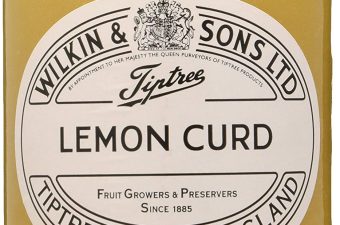 WILKIN & SONS LTD
BY APPOINTMENT TO HER MAJESTY THE QUEEN PURVEYORS OF TIPTREE PRODUCTS
Tiptree
LEMON CURD
FRUIT GROWERS & PRESERVERS
SINCE 1885